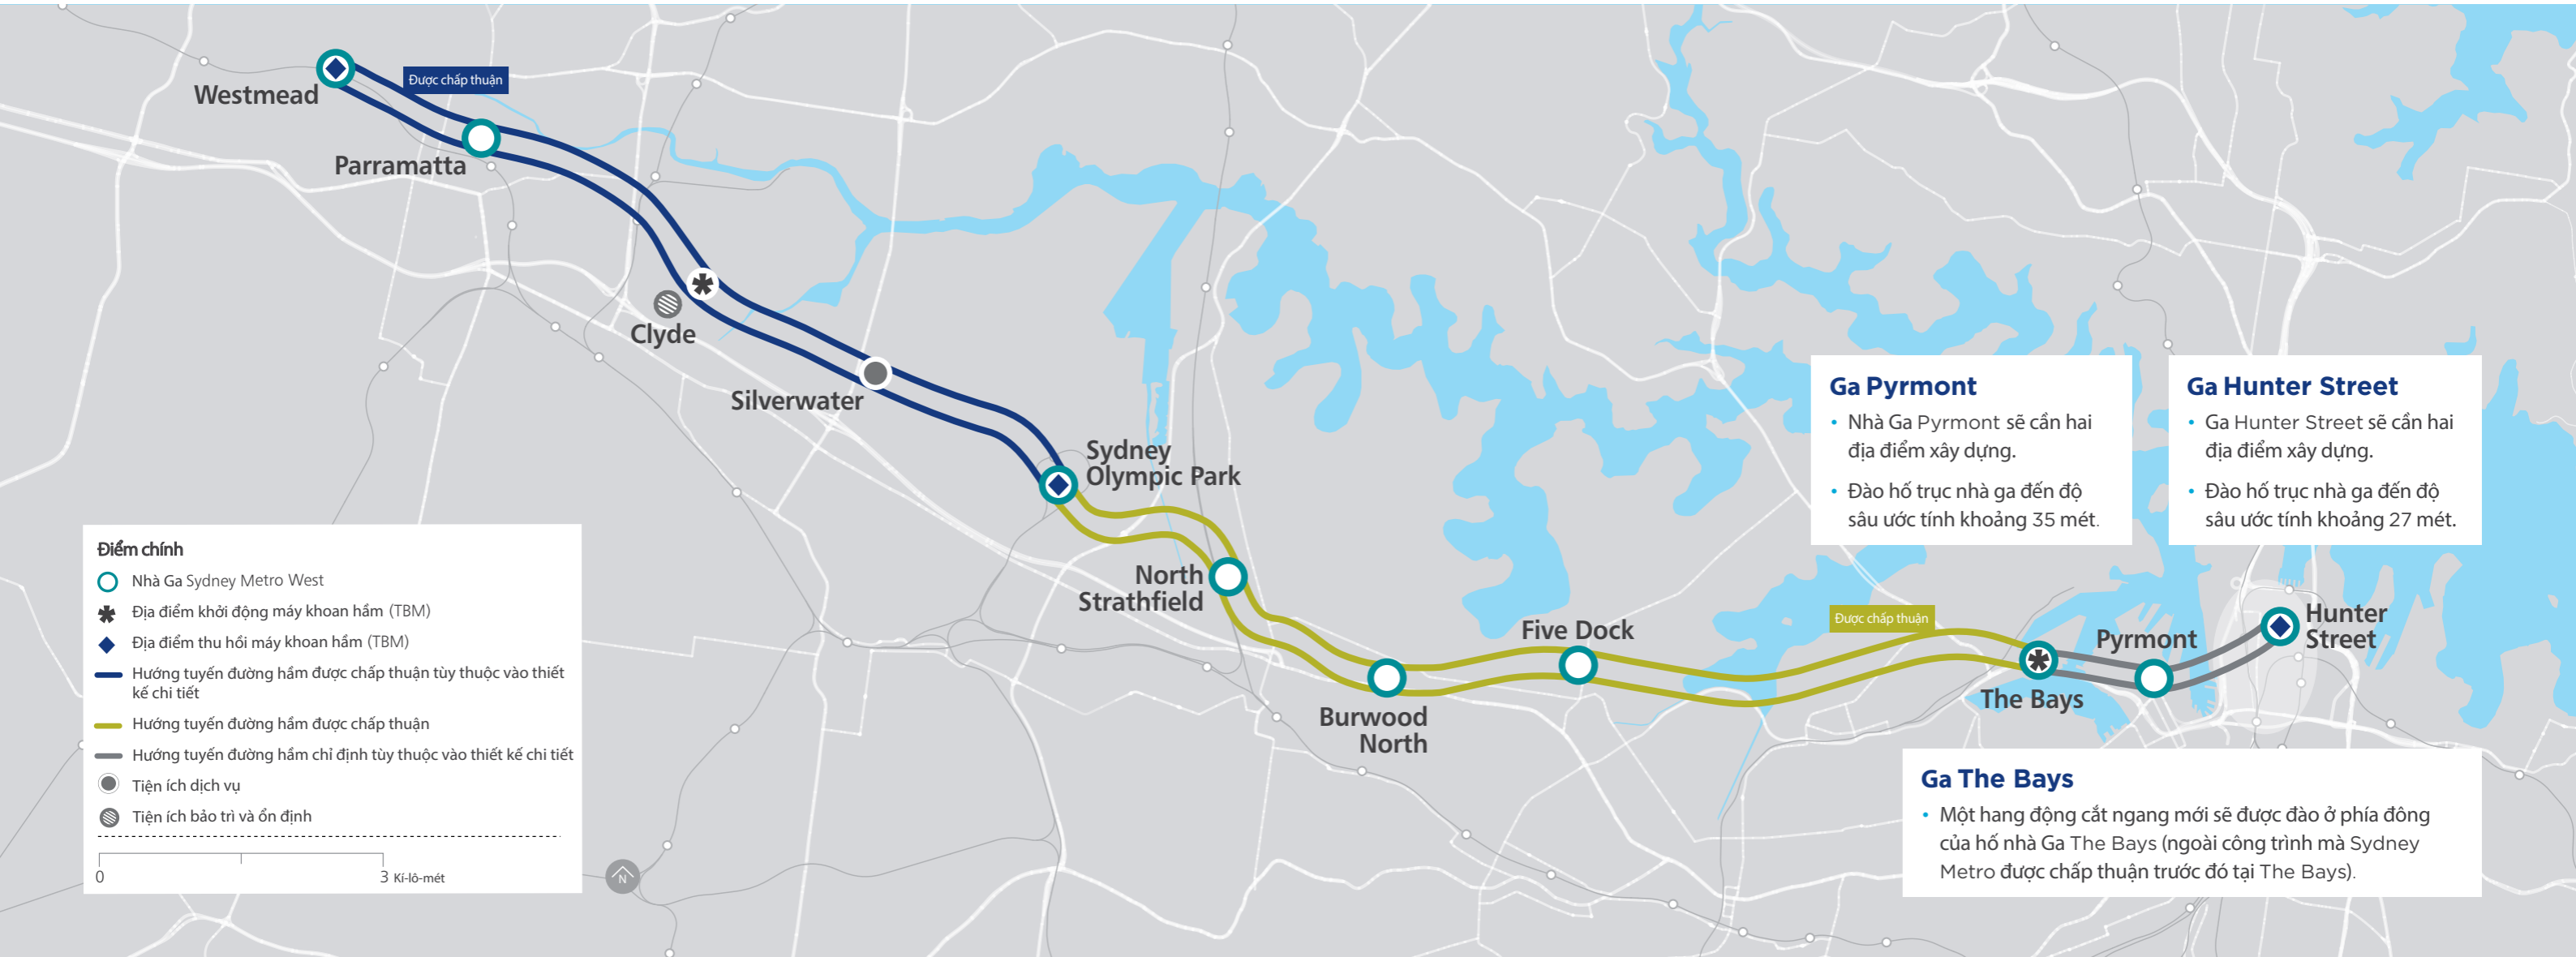 Westmead
Được chấp thuận
Parramatta
Clyde
Silverwater
Sydney
Olympic Park
North
Strathfield
Burwood
North
Five Dock
Được chấp thuận
The Bays
Pyrmont
Hunter
Street
Ga Pyrmont
• Nhà Ga Pyrmont sẽ cần hai
địa điểm xây dựng.
• Đào hố trục nhà ga đến độ
sâu ước tính khoảng 35 mét.
Ga Hunter Street
• Ga Hunter Street sẽ cần hai
địa điểm xây dựng.
• Đào hố trục nhà ga đến độ
sâu ước tính khoảng 27 mét.
Ga The Bays
• Một hang động cắt ngang mới sẽ được đào ở phía đông
của hố nhà Ga The Bays (ngoài công trình mà Sydney
Metro được chấp thuận trước đó tại The Bays).
Điểm chính
Nhà Ga Sydney Metro West
Địa điểm khởi động máy khoan hầm (TBM)
Địa điểm thu hồi máy khoan hầm (TBM)
Hướng tuyến đường hầm được chấp thuận tùy thuộc vào thiết
kế chi tiết
Hướng tuyến đường hầm được chấp thuận
Hướng tuyến đường hầm chỉ định tùy thuộc vào thiết kế chi tiết
Tiện ích dịch vụ
Tiện ích bảo trì và ổn định
0
3 Kí-lô-mét
N